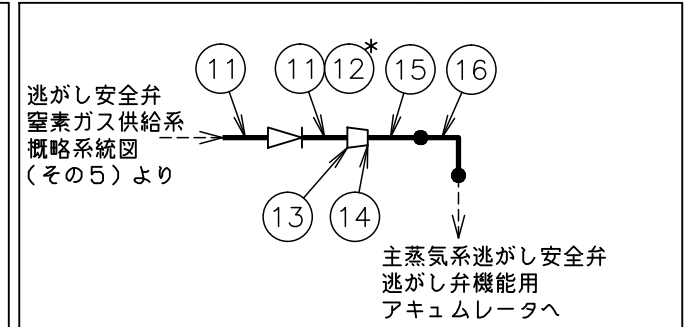 11
11
12
*
15
16
逃がし安全弁
窒素ガス供給系
概略系統図
(その5)より
13
14
主蒸気系逃がし安全弁
逃がし弁機能用
アキュムレータへ